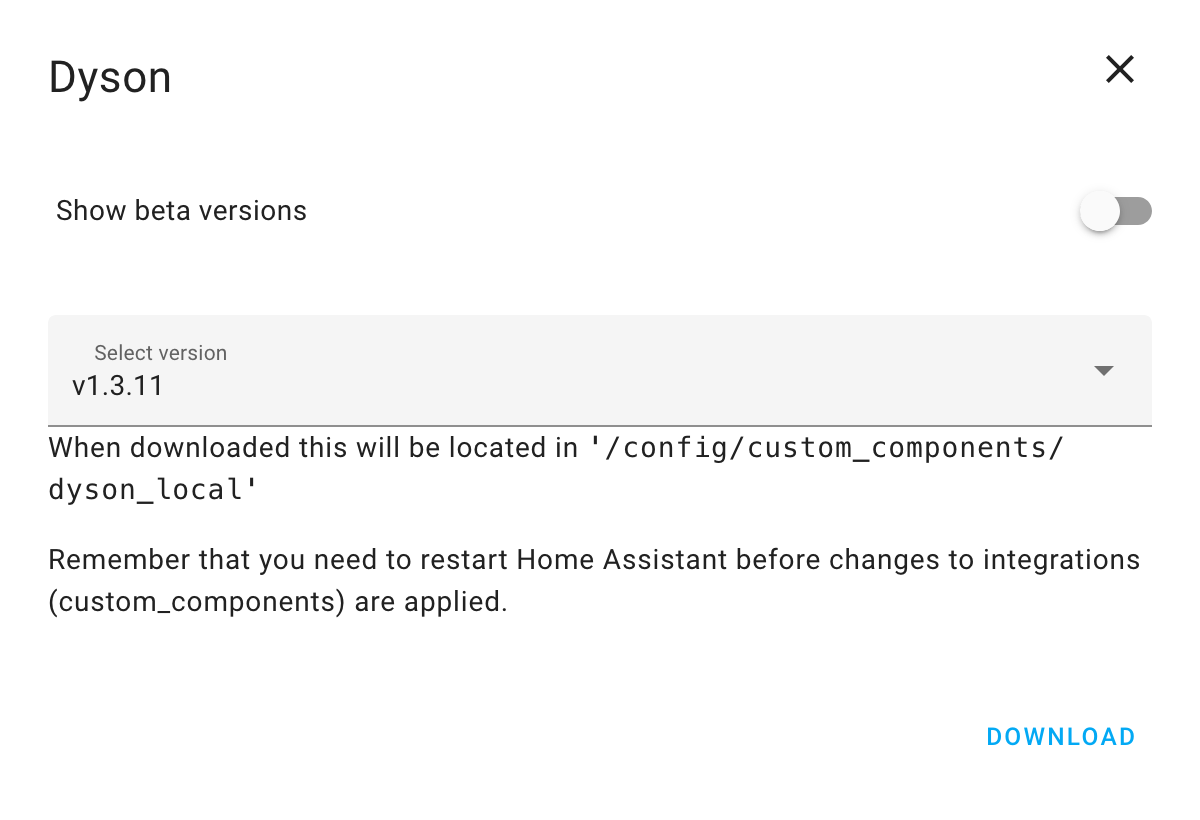 Dyson
Show beta versions
Select version
v1.3.11
When downloaded this will be located in '/config/custom_components/
dyson_local'
Remember that you need to restart Home Assistant before changes to integrations
(custom_components) are applied.
DOWNLOAD